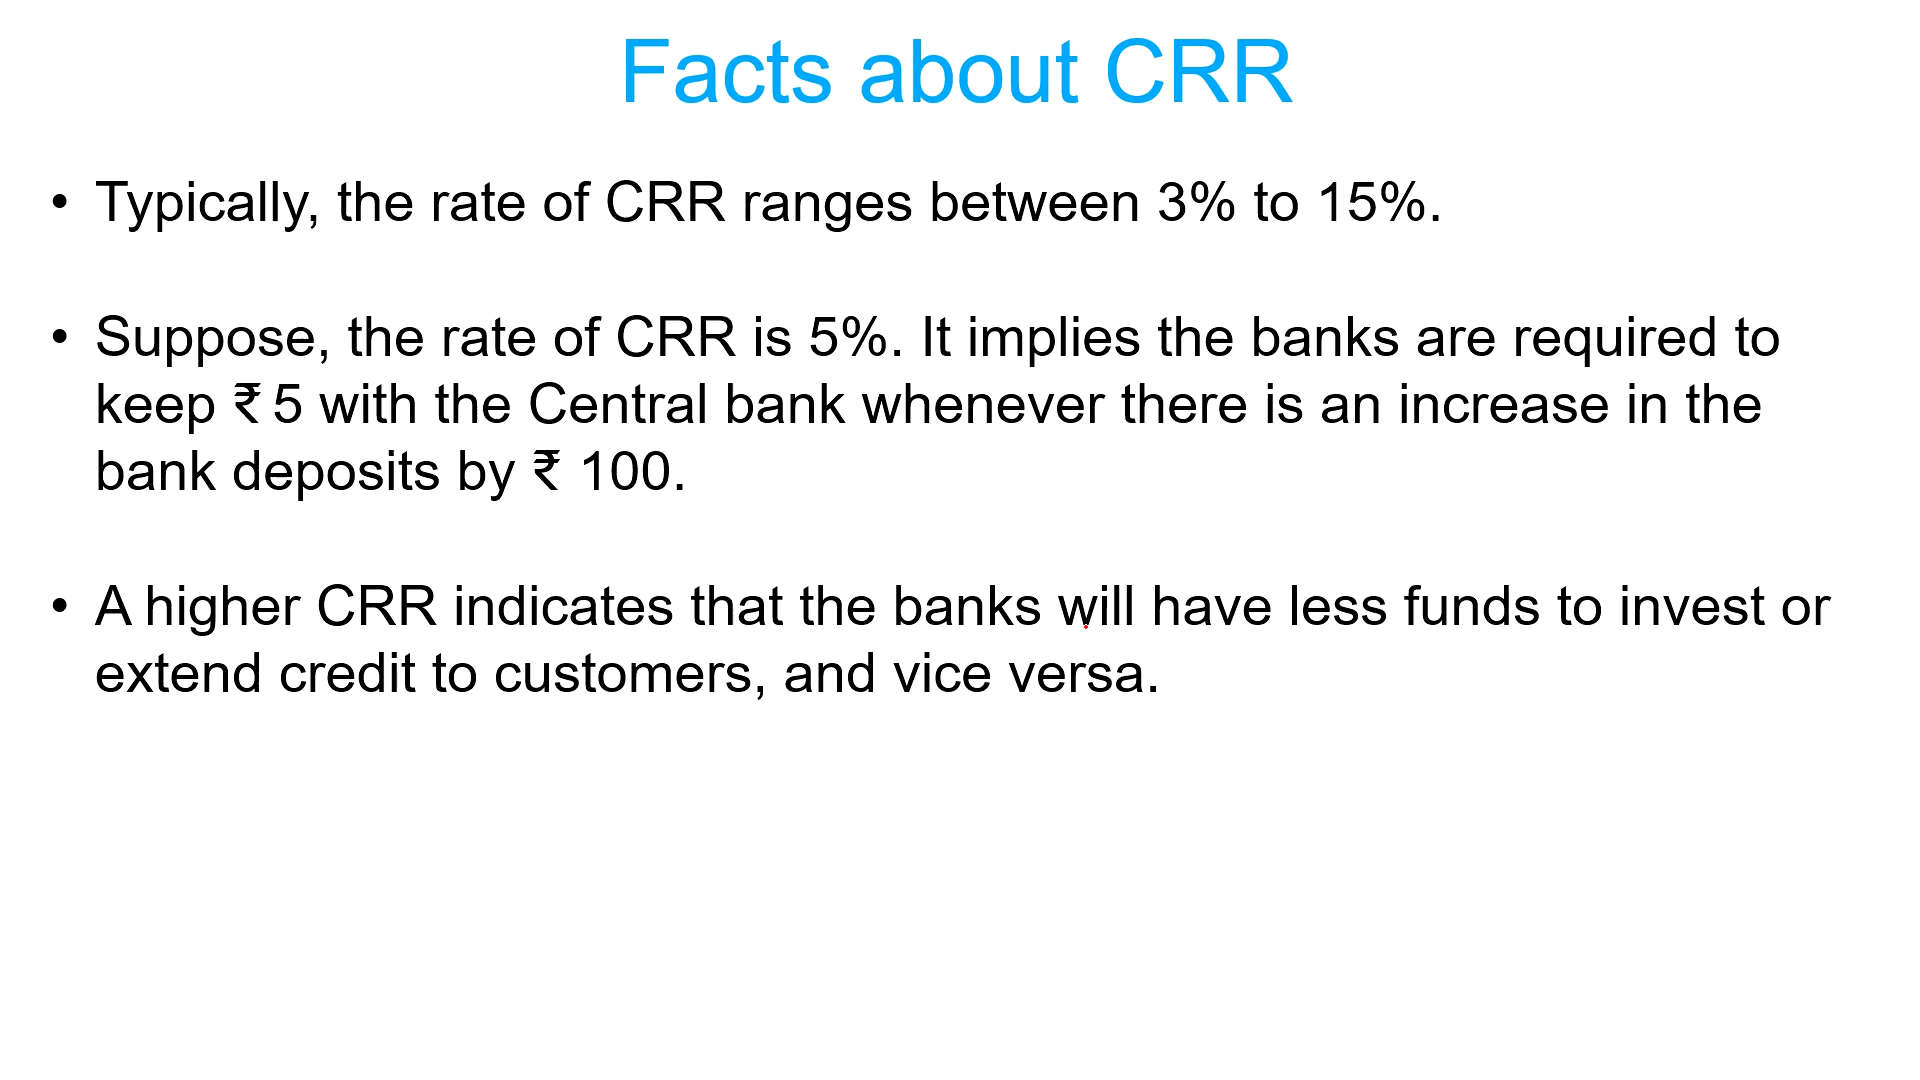 Facts about CRR
• Typically, the rate of CRR ranges between 3% to 15%.
• Suppose, the rate of CRR is 5%. It implies the banks are required to
keep ₹ 5 with the Central bank whenever there is an increase in the
bank deposits by ₹ 100.
• A higher CRR indicates that the banks will have less funds to invest or
extend credit to customers, and vice versa.